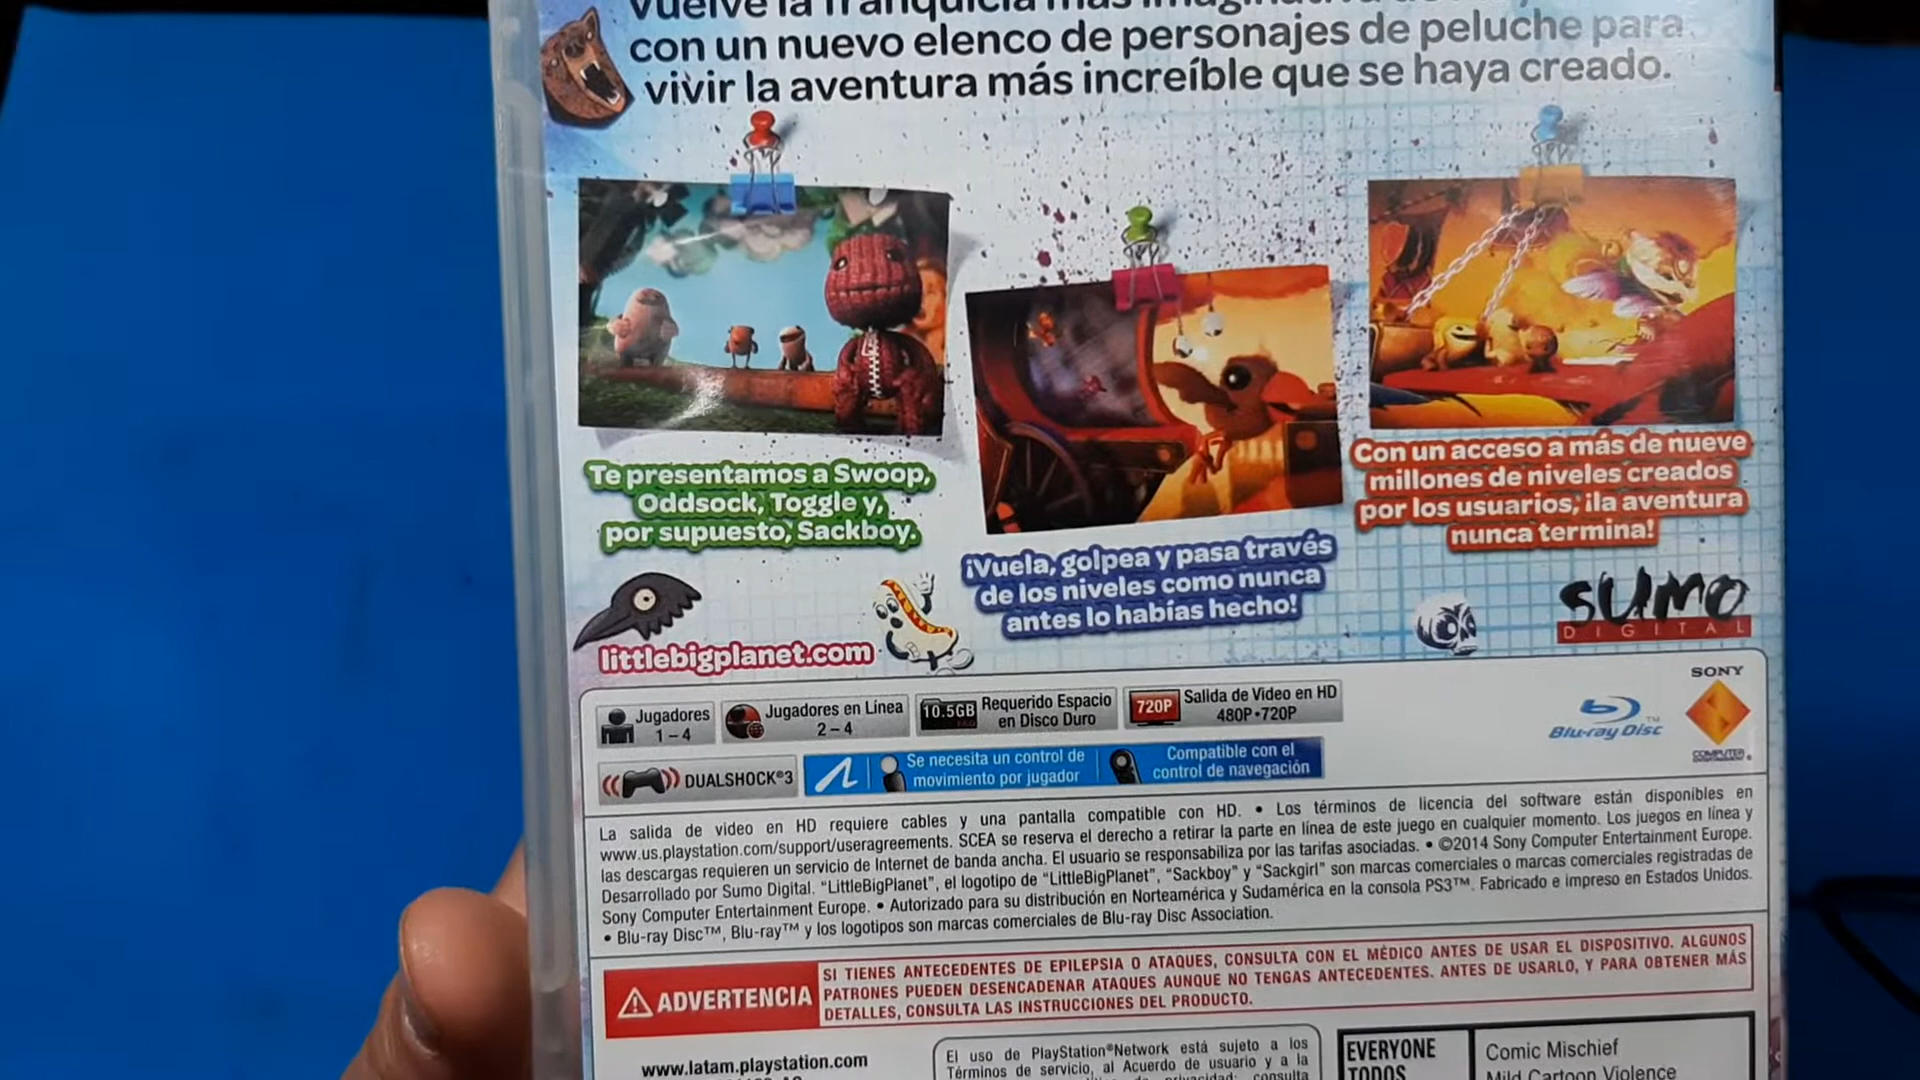 Vuelve la franquicia más imaginativa de
con un nuevo elenco de personajes de peluche para
vivir la aventura más increíble que se haya creado.
Te presentamos a Swoop,
Oddsock, Toggle y,
por supuesto, Sackboy.
¡Vuela, golpea y pasa través
de los niveles como nunca
antes lo habías hecho!
Con un acceso a más de nueve
millones de niveles creados
por los usuarios, ¡la aventura
nunca termina!
littlebigplanet.com
SUMO
DIGITAL
Jugadores
1 – 4
Jugadores en Línea
2 – 4
10.5GB
Requerido Espacio
en Disco Duro
720P
Salida de Video en HD
480P•720P
Blu-ray Disc™
SONY
COMPUTER
ENTERTAINMENT®
DUALSHOCK®3
Se necesita un control de
movimiento por jugador
Compatible con el
control de navegación
La salida de video en HD requiere cables y una pantalla compatible con HD. • Los términos de licencia del software están disponibles en
www.us.playstation.com/support/useragreements. SCEA se reserva el derecho a retirar la parte en línea de este juego en cualquier momento. Los juegos en línea y
las descargas requieren un servicio de Internet de banda ancha. El usuario se responsabiliza por las tarifas asociadas. • ©2014 Sony Computer Entertainment Europe.
Desarrollado por Sumo Digital. “LittleBigPlanet”, el logotipo de “LittleBigPlanet”, “Sackboy” y “Sackgirl” son marcas comerciales o marcas comerciales registradas de
Sony Computer Entertainment Europe. • Autorizado para su distribución en Norteamérica y Sudamérica en la consola PS3™. Fabricado e impreso en Estados Unidos.
• Blu-ray Disc™, Blu-ray™ y los logotipos son marcas comerciales de Blu-ray Disc Association.
ADVERTENCIA
SI TIENES ANTECEDENTES DE EPILEPSIA O ATAQUES, CONSULTA CON EL MÉDICO ANTES DE USAR EL DISPOSITIVO. ALGUNOS
PATRONES PUEDEN DESENCADENAR ATAQUES AUNQUE NO TENGAS ANTECEDENTES. ANTES DE USARLO, Y PARA OBTENER MÁS
DETALLES, CONSULTA LAS INSTRUCCIONES DEL PRODUCTO.
www.latam.playstation.com
El uso de PlayStation®Network está sujeto a los
Términos de servicio, al Acuerdo de usuario y a la
privacidad; consulta
EVERYONE
TODOS
Comic Mischief
Mild Cartoon Violence